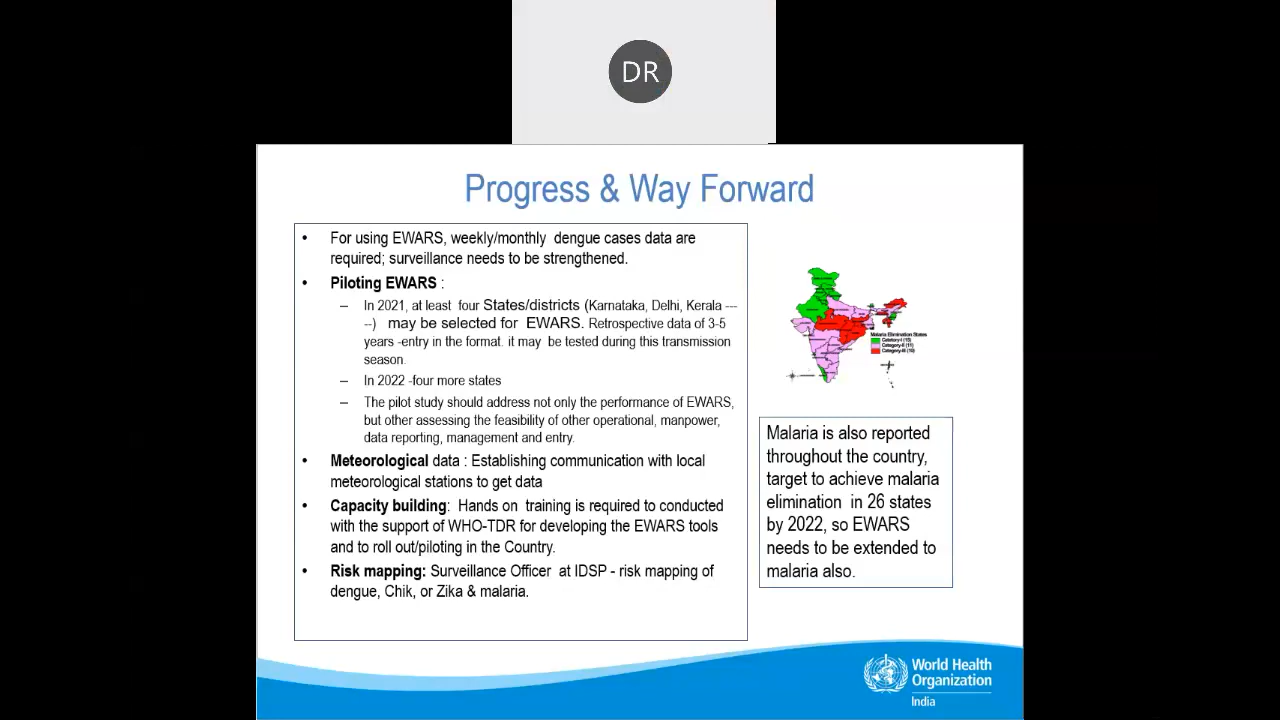 DR
Progress & Way Forward
• For using EWARS, weekly/monthly dengue cases data are
required; surveillance needs to be strengthened.
• Piloting EWARS :
– In 2021, at least four States/districts (Karnataka, Delhi, Kerala ---
--) may be selected for EWARS. Retrospective data of 3-5
years -entry in the format. it may be tested during this transmission
season.
– In 2022 -four more states
– The pilot study should address not only the performance of EWARS,
but other assessing the feasibility of other operational, manpower,
data reporting, management and entry.
• Meteorological data : Establishing communication with local
meteorological stations to get data
• Capacity building: Hands on training is required to conducted
with the support of WHO-TDR for developing the EWARS tools
and to roll out/piloting in the Country.
• Risk mapping: Surveillance Officer at IDSP - risk mapping of
dengue, Chik, or Zika & malaria.
Malaria Elimination States
Malaria is also reported
throughout the country,
target to achieve malaria
elimination in 26 states
by 2022, so EWARS
needs to be extended to
malaria also.
World Health
Organization
India